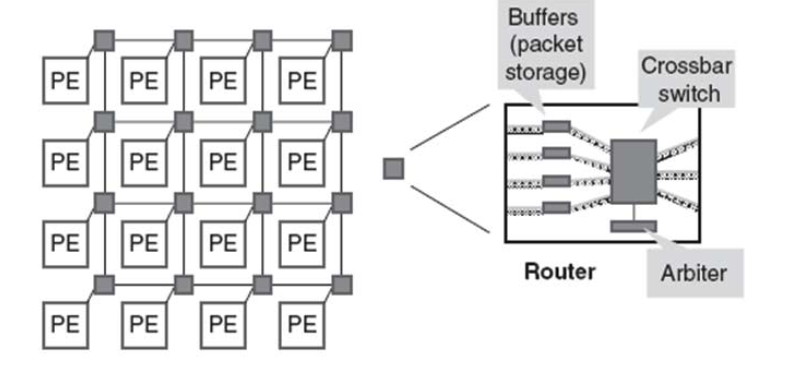 PE PE PE PE
PE PE PE PE
PE PE PE PE
PE PE PE PE
Buffers
(packet
storage)
Crossbar
switch
Router
Arbiter